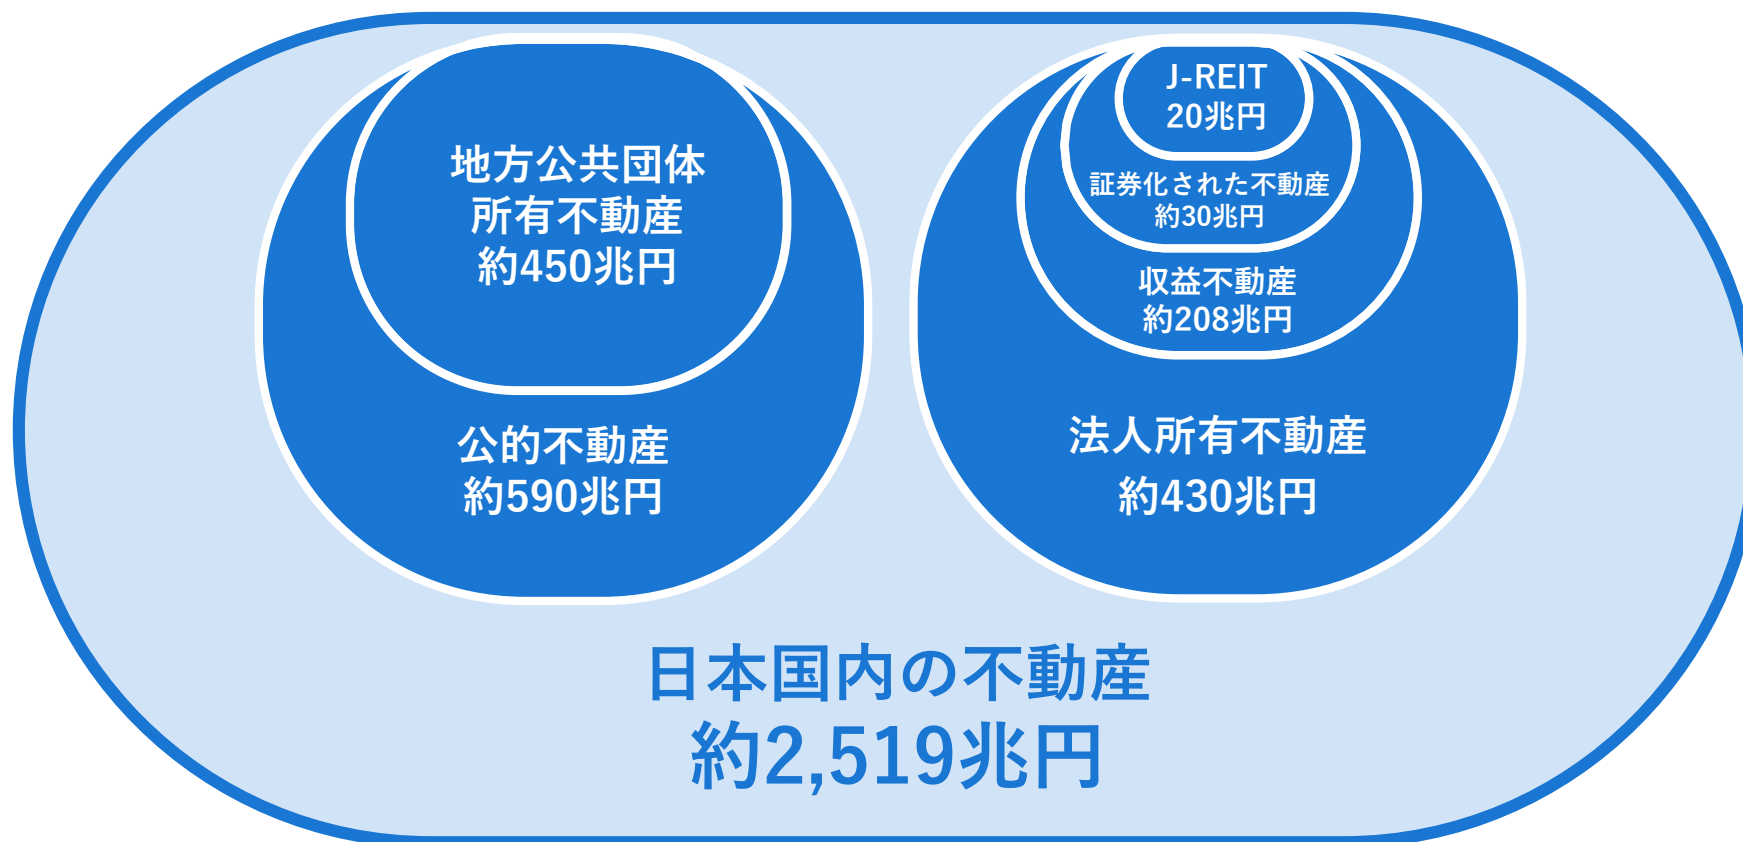 地方公共団体
所有不動産
約450兆円
公的不動産
約590兆円
J-REIT
20兆円
証券化された不動産
約30兆円
収益不動産
約208兆円
法人所有不動産
約430兆円
日本国内の不動産
約2,519兆円